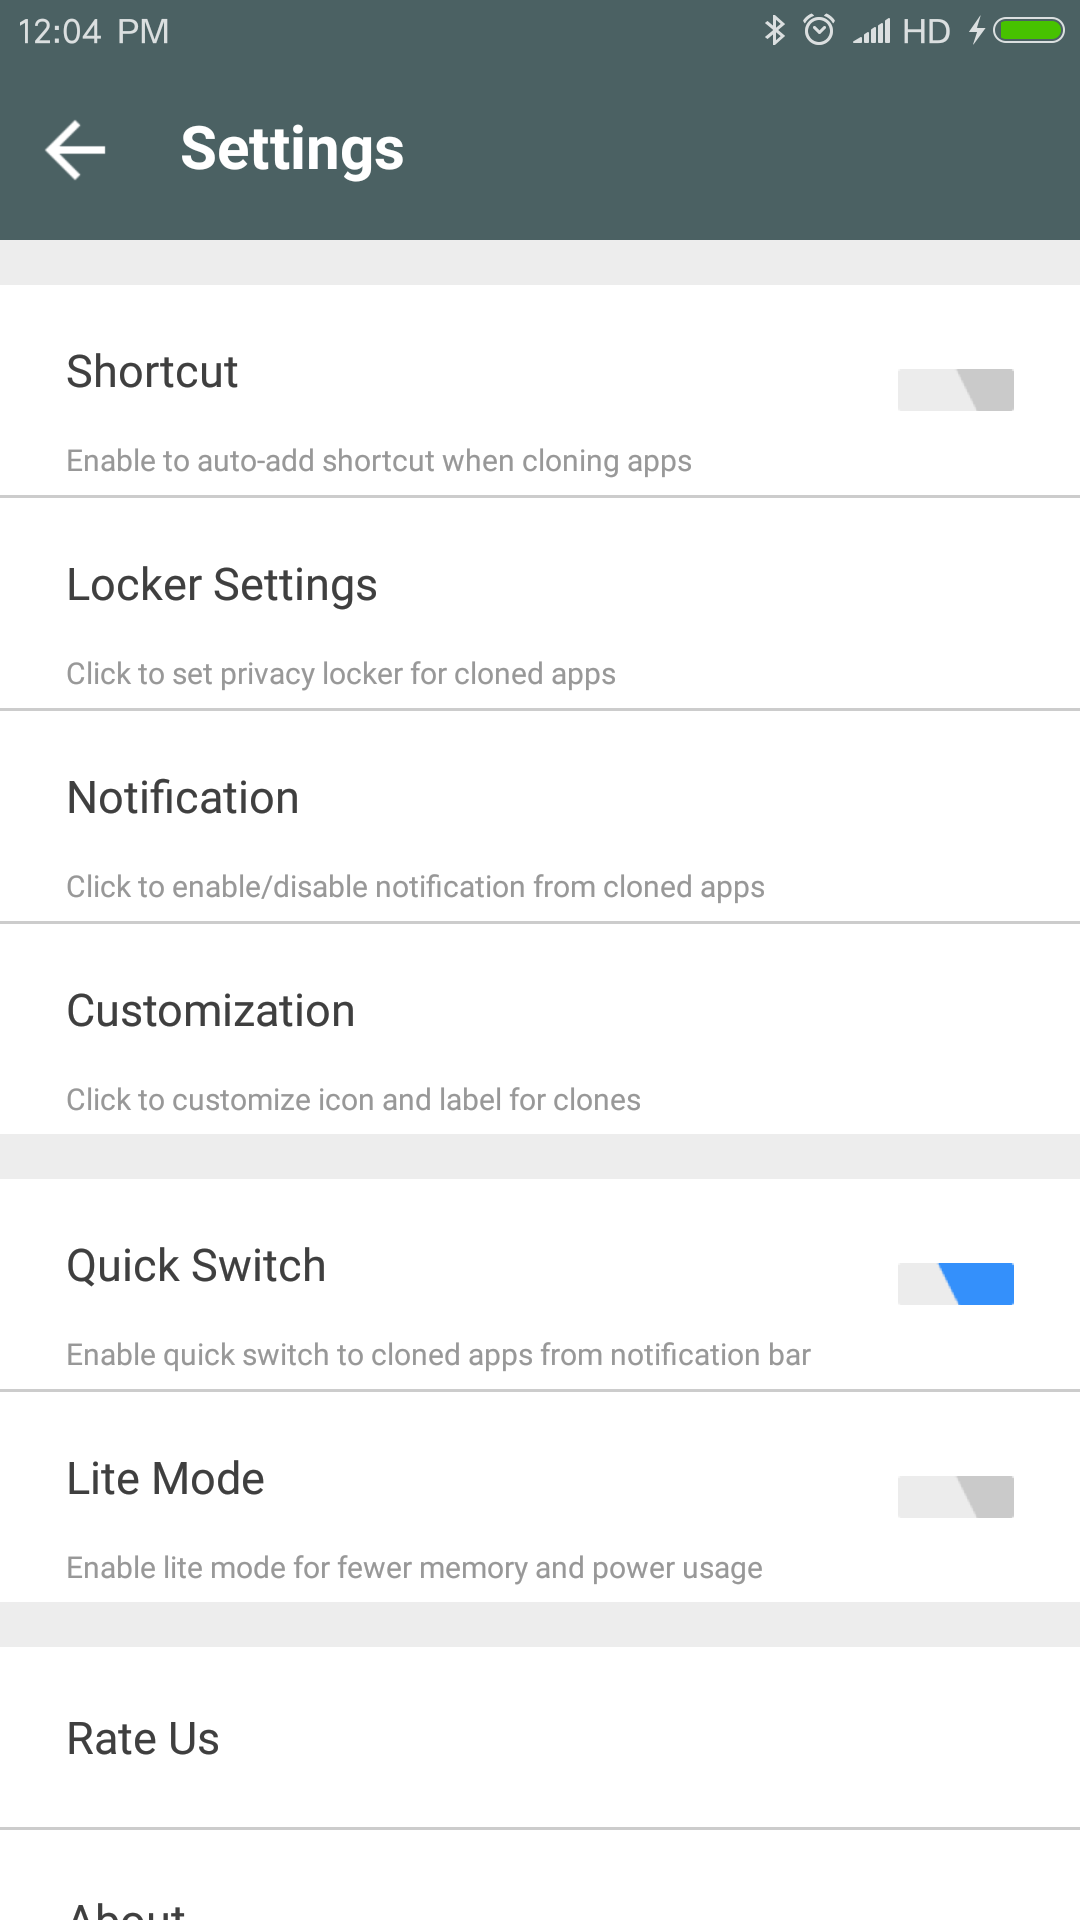 12:04 PM HD
Settings
Shortcut
Enable to auto-add shortcut when cloning apps
Locker Settings
Click to set privacy locker for cloned apps
Notification
Click to enable/disable notification from cloned apps
Customization
Click to customize icon and label for clones
Quick Switch
Enable quick switch to cloned apps from notification bar
Lite Mode
Enable lite mode for fewer memory and power usage
Rate Us
About